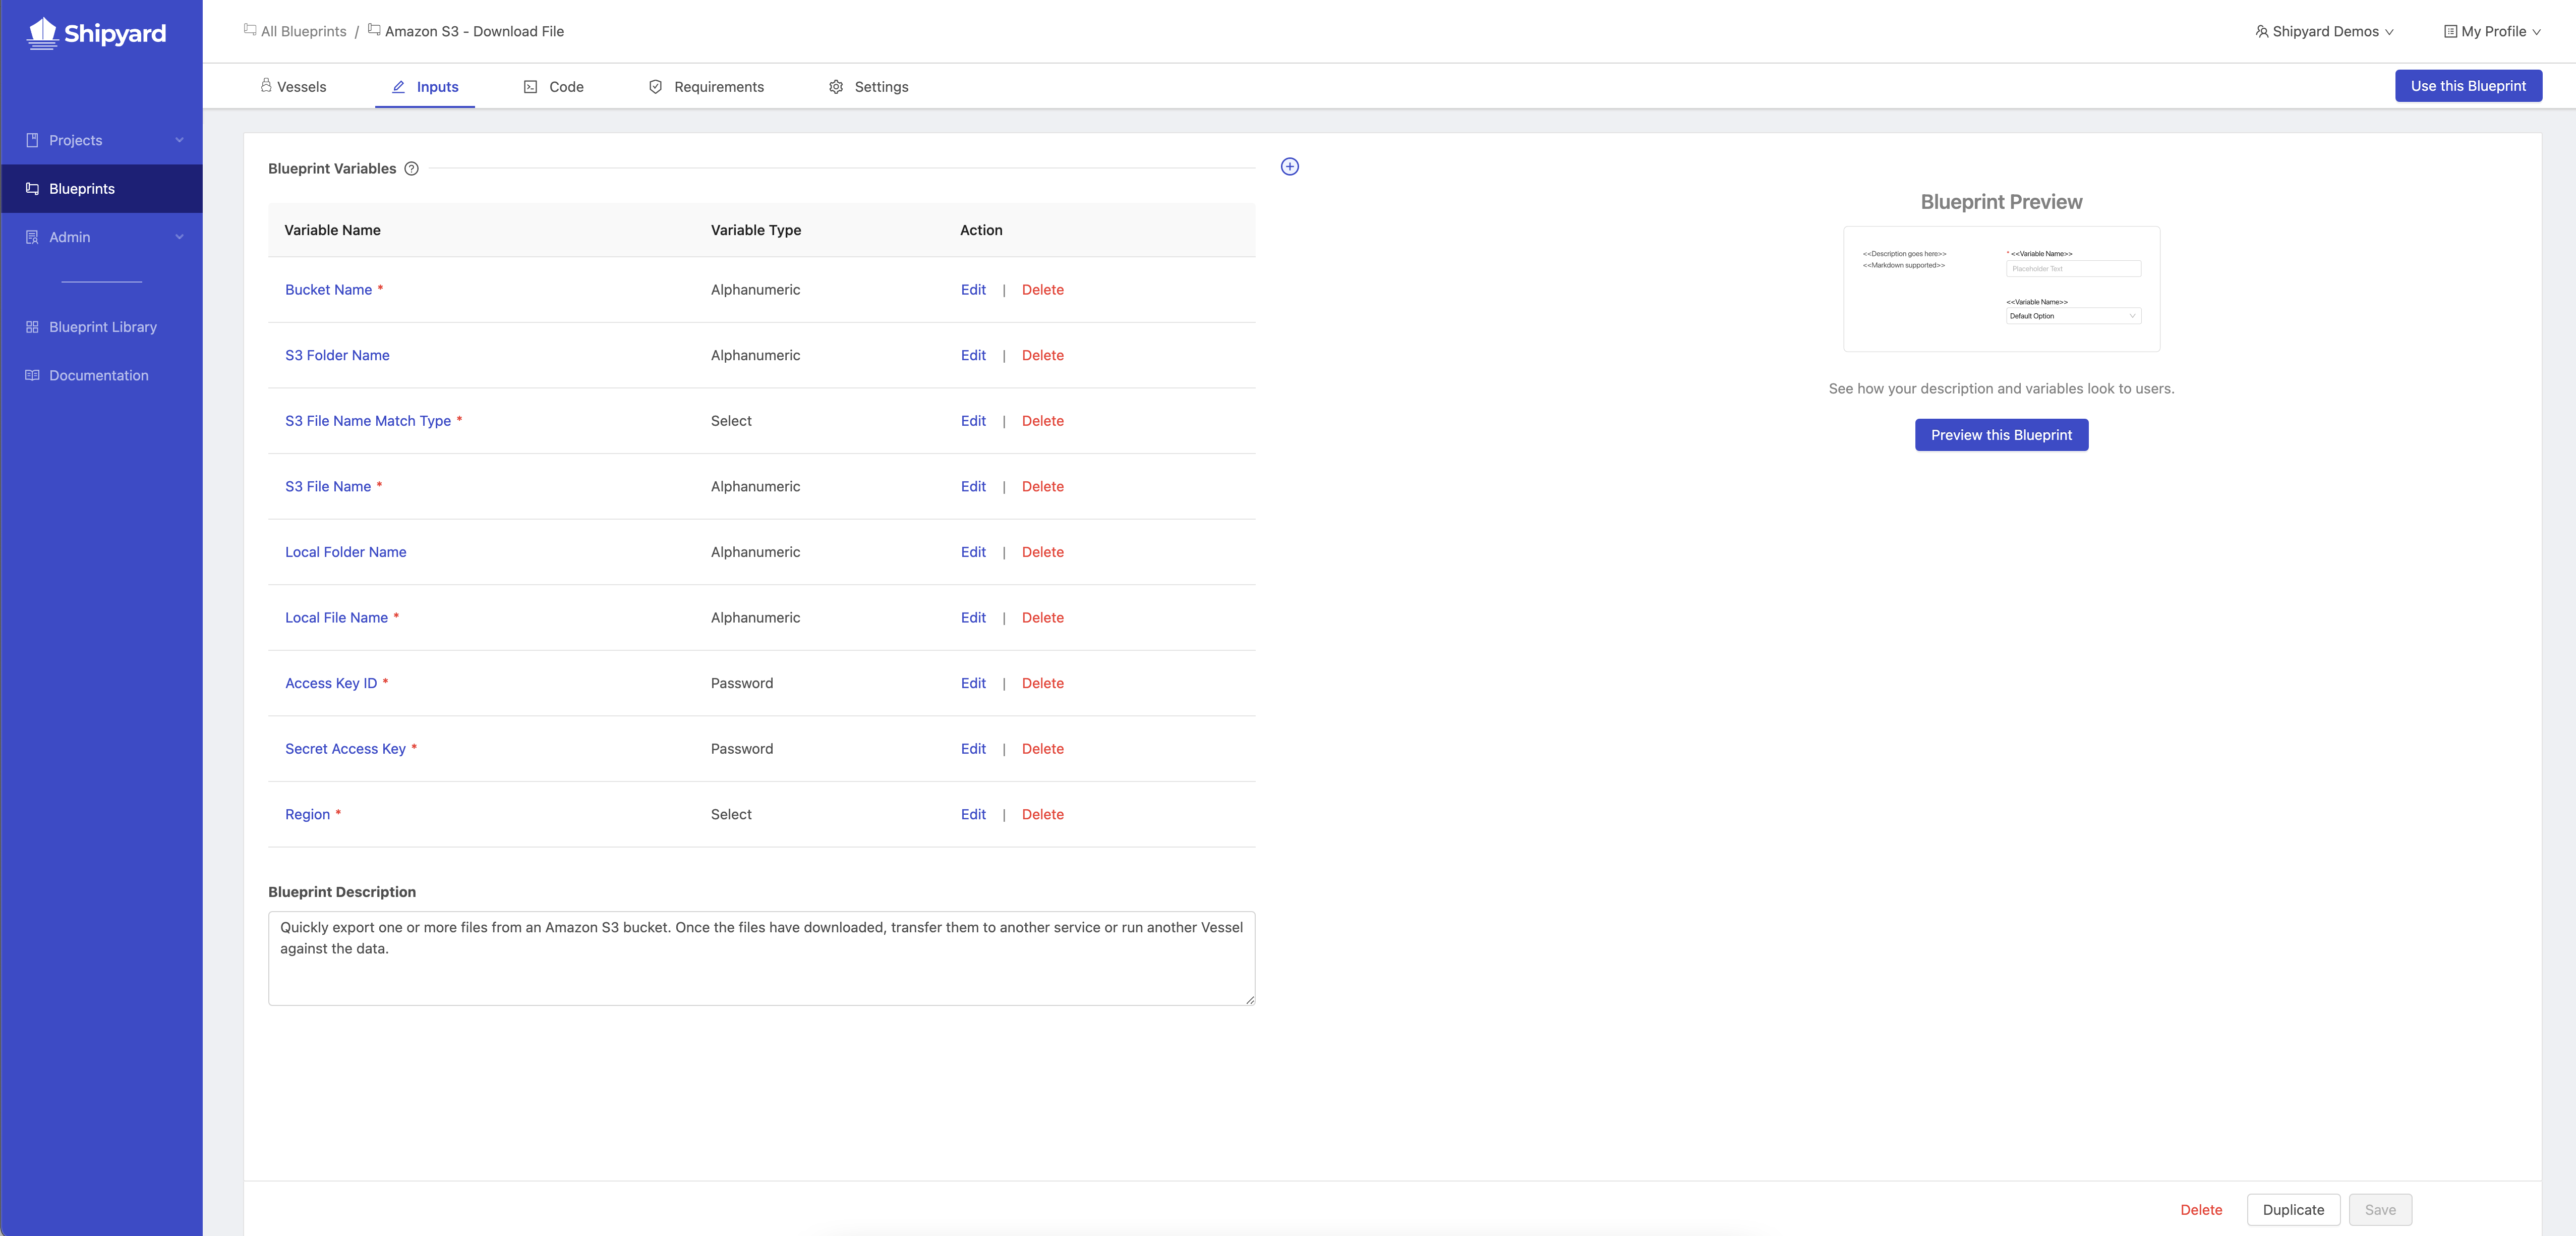 Shipyard
All Blueprints / Amazon S3 - Download File
Shipyard Demos
My Profile
Vessels
Inputs
Code
Requirements
Settings
Use this Blueprint
Projects
Blueprints
Admin
Blueprint Library
Documentation
Blueprint Variables ?
Variable Name Variable Type Action
Bucket Name * Alphanumeric Edit | Delete
S3 Folder Name Alphanumeric Edit | Delete
S3 File Name Match Type * Select Edit | Delete
S3 File Name * Alphanumeric Edit | Delete
Local Folder Name Alphanumeric Edit | Delete
Local File Name * Alphanumeric Edit | Delete
Access Key ID * Password Edit | Delete
Secret Access Key * Password Edit | Delete
Region * Select Edit | Delete
Blueprint Description
Quickly export one or more files from an Amazon S3 bucket. Once the files have downloaded, transfer them to another service or run another Vessel
against the data.
Blueprint Preview
<<Description goes here>>
<<Markdown supported>>
* <<Variable Name>>
Placeholder Text
<<Variable Name>>
Default Option
See how your description and variables look to users.
Preview this Blueprint
Delete
Duplicate
Save